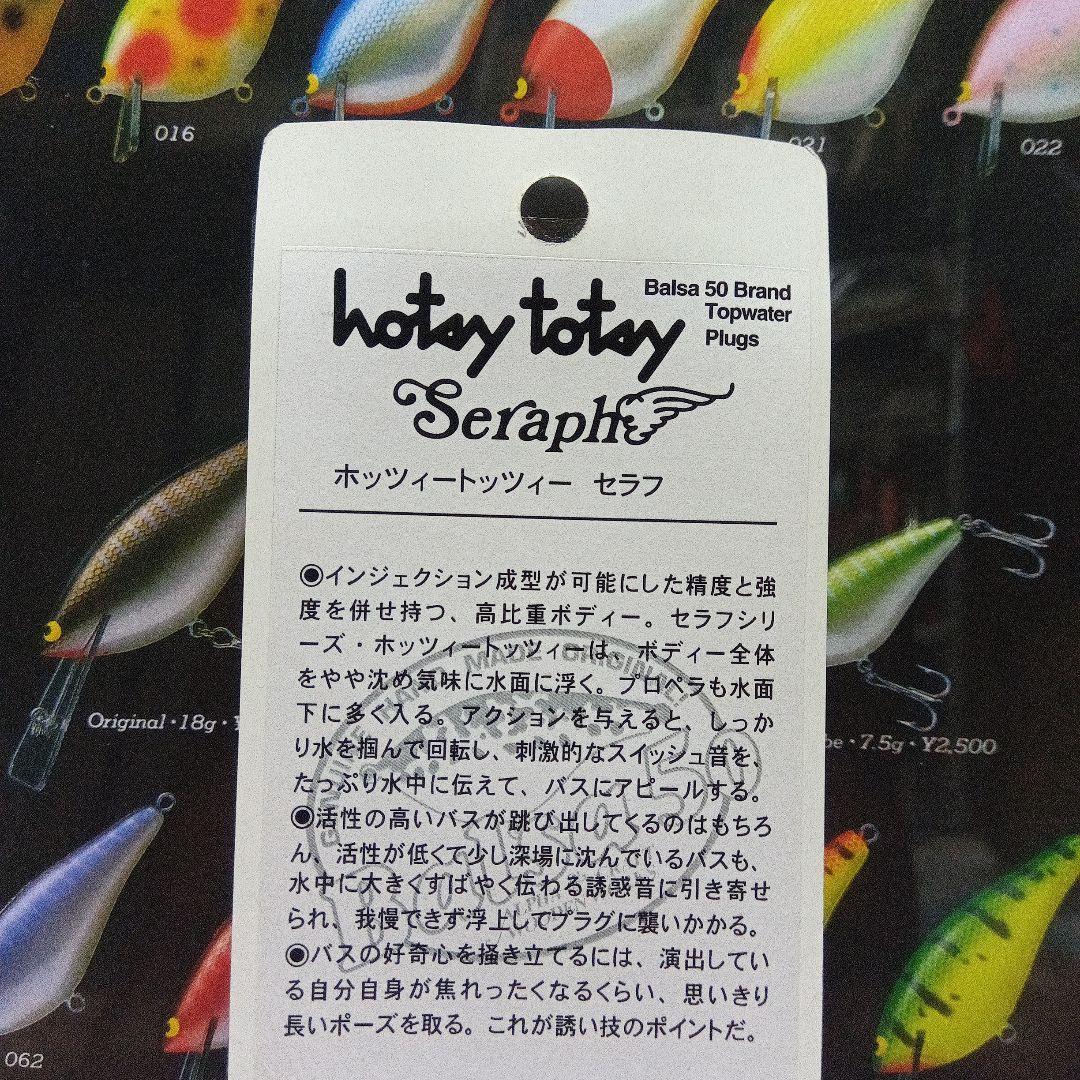 016
021
022
hotsy totsy
Balsa 50 Brand
Topwater
Plugs
Seraph
ホッツィートッツィー セラフ
◉インジェクション成型が可能にした精度と強
度を併せ持つ、高比重ボディー。セラフシリ
ーズ・ホッツィートッツィーは、ボディー全体
をやや沈め気味に水面に浮く。プロペラも水面
下に多く入る。アクションを与えると、しっか
り水を掴んで回転し、刺激的なスイッシュ音を、
たっぷり水中に伝えて、バスにアピールする。
◉活性の高いバスが跳び出してくるのはもちろ
ん、活性が低くて少し深場に沈んでいるバスも、
水中に大きくすばやく伝わる誘惑音に引き寄せ
られ、我慢できず浮上してプラグに襲いかかる。
◉バスの好奇心を掻き立てるには、演出してい
る自分自身が焦れったくなるくらい、思いきり
長いポーズを取る。これが誘い技のポイントだ。
GENUINE HAND MADE ORIGINAL
Balsa 50
Original・18g・¥
・7.5g・¥2.500
062